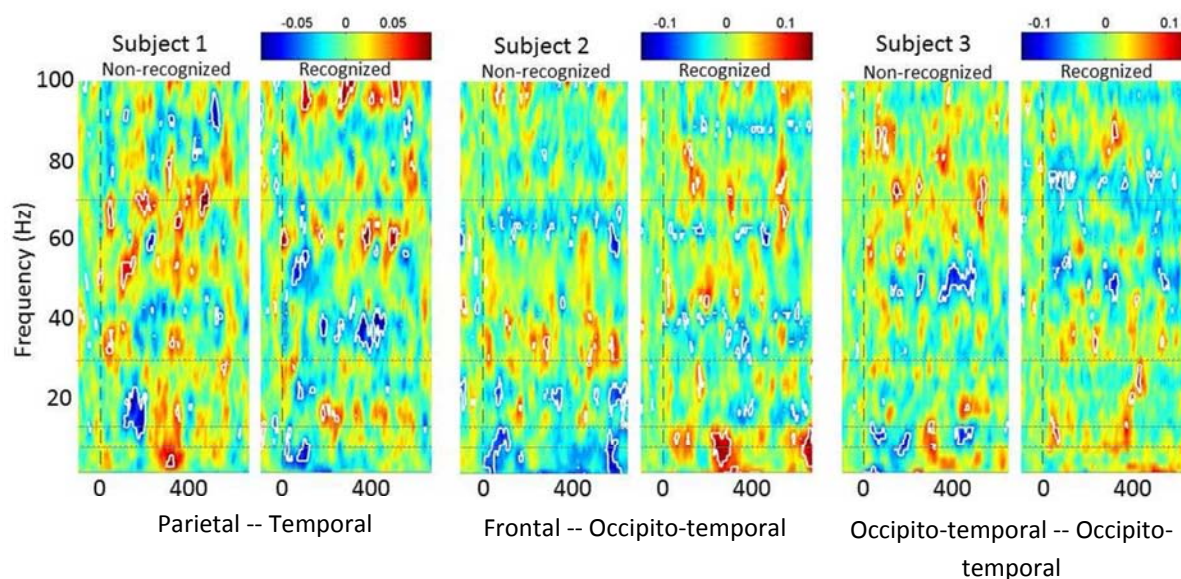 -0.05 0 0.05
-0.1 0 0.1
-0.1 0 0.1
Subject 1
Subject 2
Subject 3
Non-recognized Recognized Non-recognized Recognized Non-recognized Recognized
100
80
60
40
20
Frequency (Hz)
0 400 0 400 0 400 0 400 0 400 0 400
Parietal -- Temporal
Frontal -- Occipito-temporal
Occipito-temporal -- Occipito-
temporal